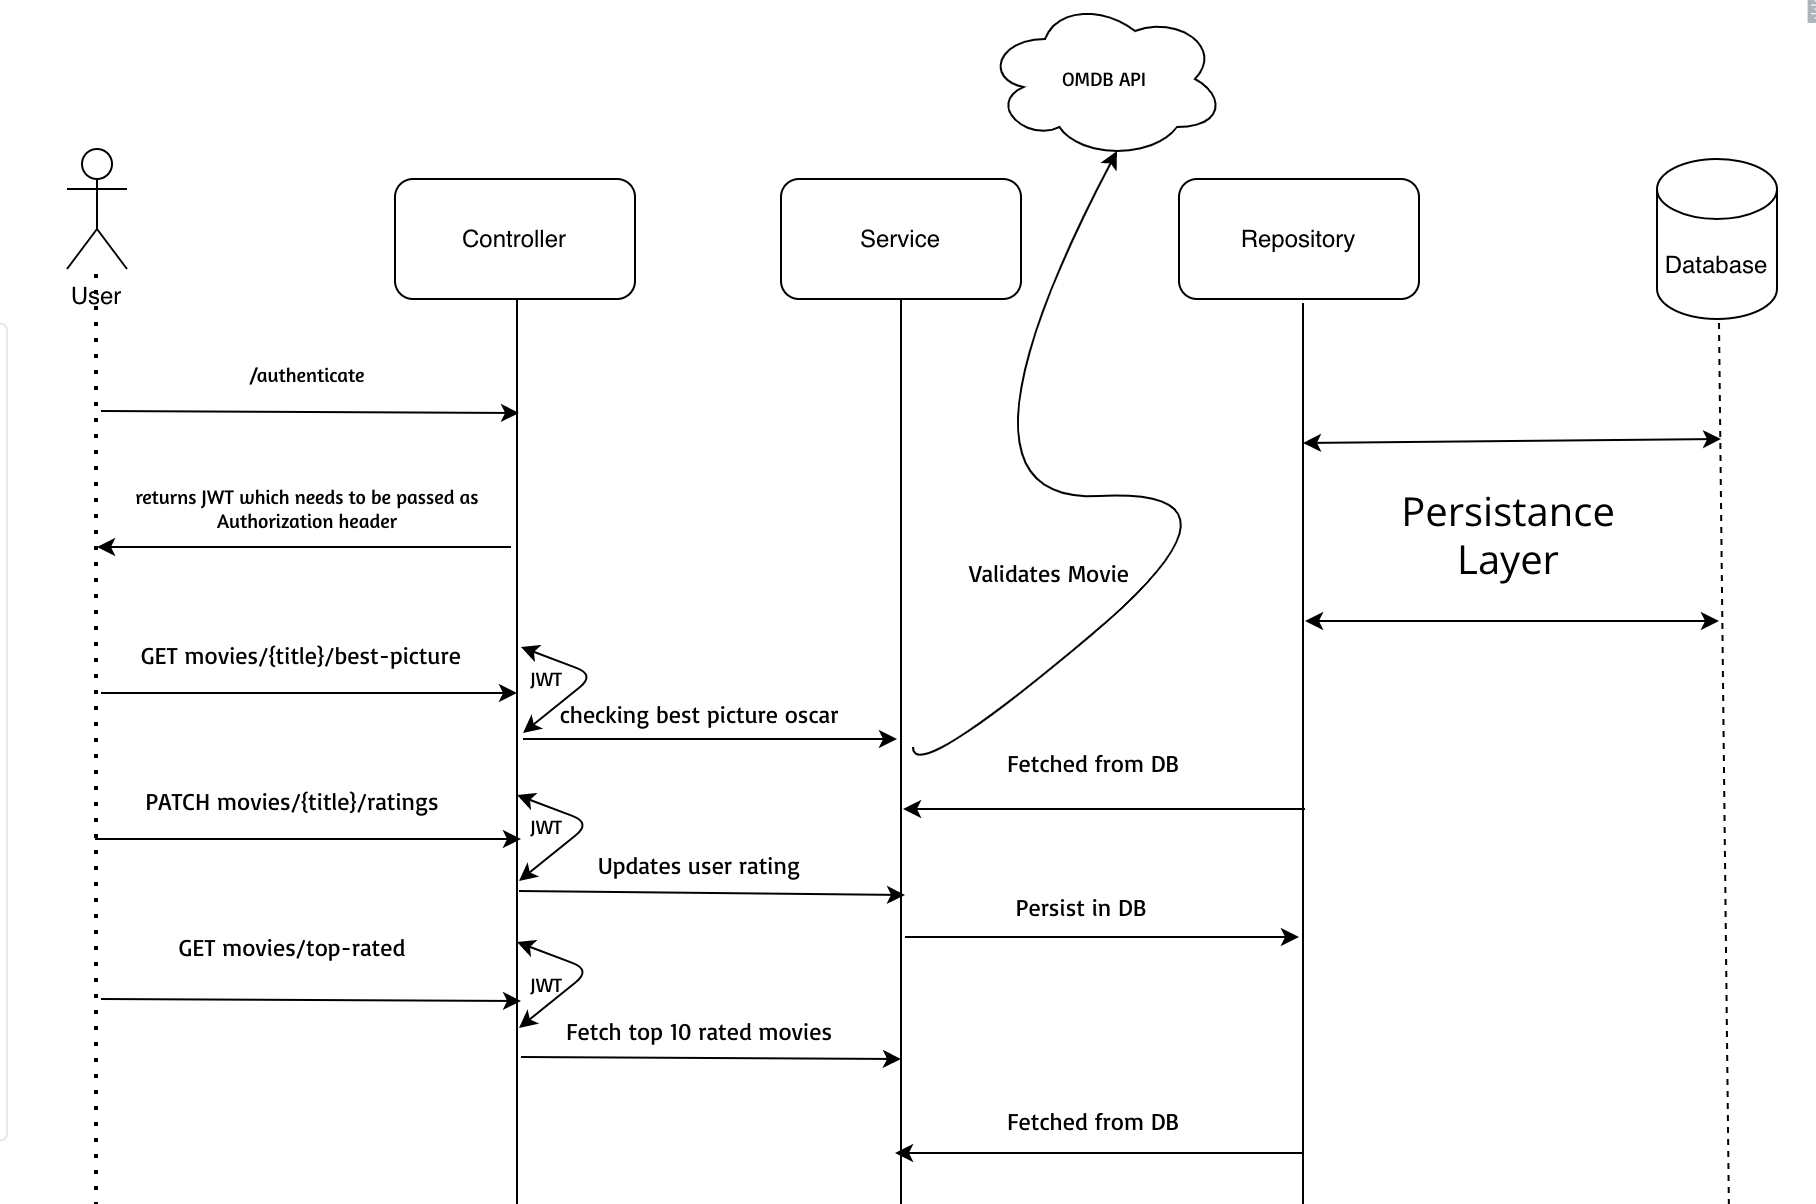 OMDB API
Controller
Service
Repository
Database
User
/authenticate
returns JWT which needs to be passed as
Authorization header
Persistance
Layer
Validates Movie
GET movies/{title}/best-picture
JWT
checking best picture oscar
Fetched from DB
PATCH movies/{title}/ratings
JWT
Updates user rating
Persist in DB
GET movies/top-rated
JWT
Fetch top 10 rated movies
Fetched from DB